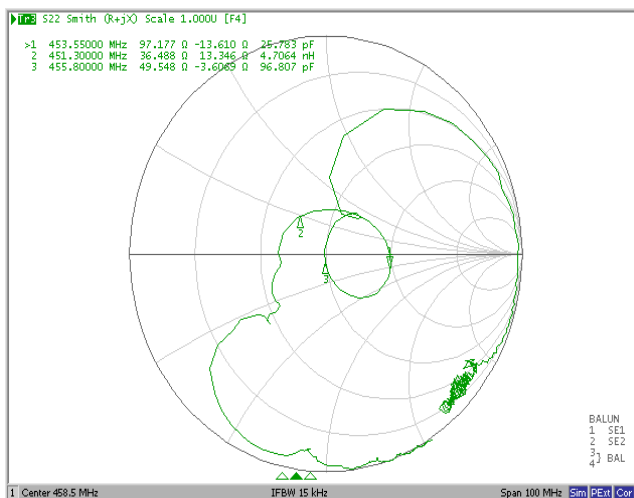 Tr3 S22 Smith (R+jX) Scale 1.000U [F4]
>1 453.55000 MHz 97.177 Ω -13.610 Ω 25.783 pF
2 451.30000 MHz 36.488 Ω 13.346 Ω 4.7064 nH
3 455.80000 MHz 49.548 Ω -3.6069 Ω 96.807 pF
2
3
BALUN
1 SE1
2 SE2
3
4] BAL
1 Center 458.5 MHz IFBW 15 kHz Span 100 MHz Sim PExt Cor